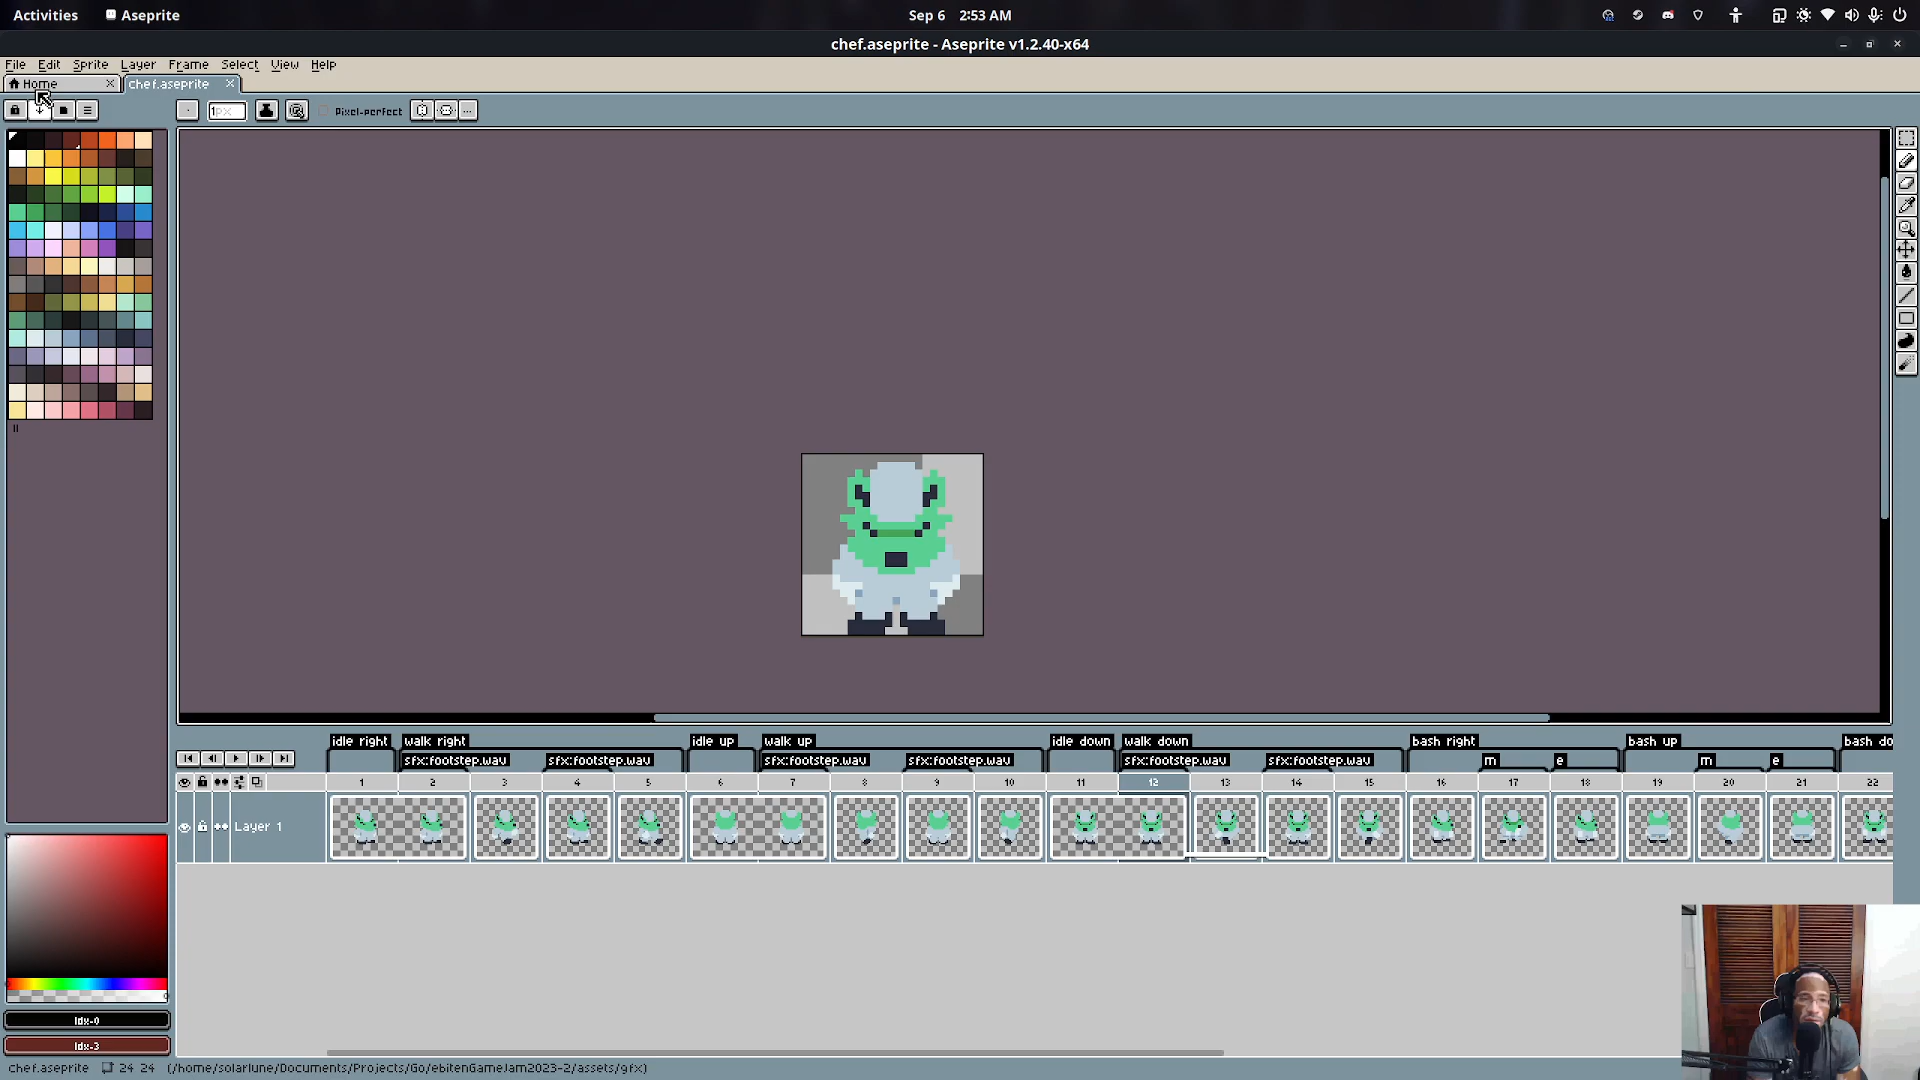 Activities Aseprite Sep 6 2:53 AM
chef.aseprite - Aseprite v1.2.40-x64
File Edit Sprite Layer Frame Select View Help
Home chef.aseprite
1px Pixel-perfect
idle right walk right idle up walk up idle down walk down bash right bash up bash do
sfx:footstep.wav sfx:footstep.wav sfx:footstep.wav sfx:footstep.wav sfx:footstep.wav sfx:footstep.wav m e m e
1 2 3 4 5 6 7 8 9 10 11 12 13 14 15 16 17 18 19 20 21 22
Layer 1
Idx-0
Idx-3
chef.aseprite 24 24 (/home/solarlune/Documents/Projects/Go/ebitenGameJam2023-2/assets/gfx)